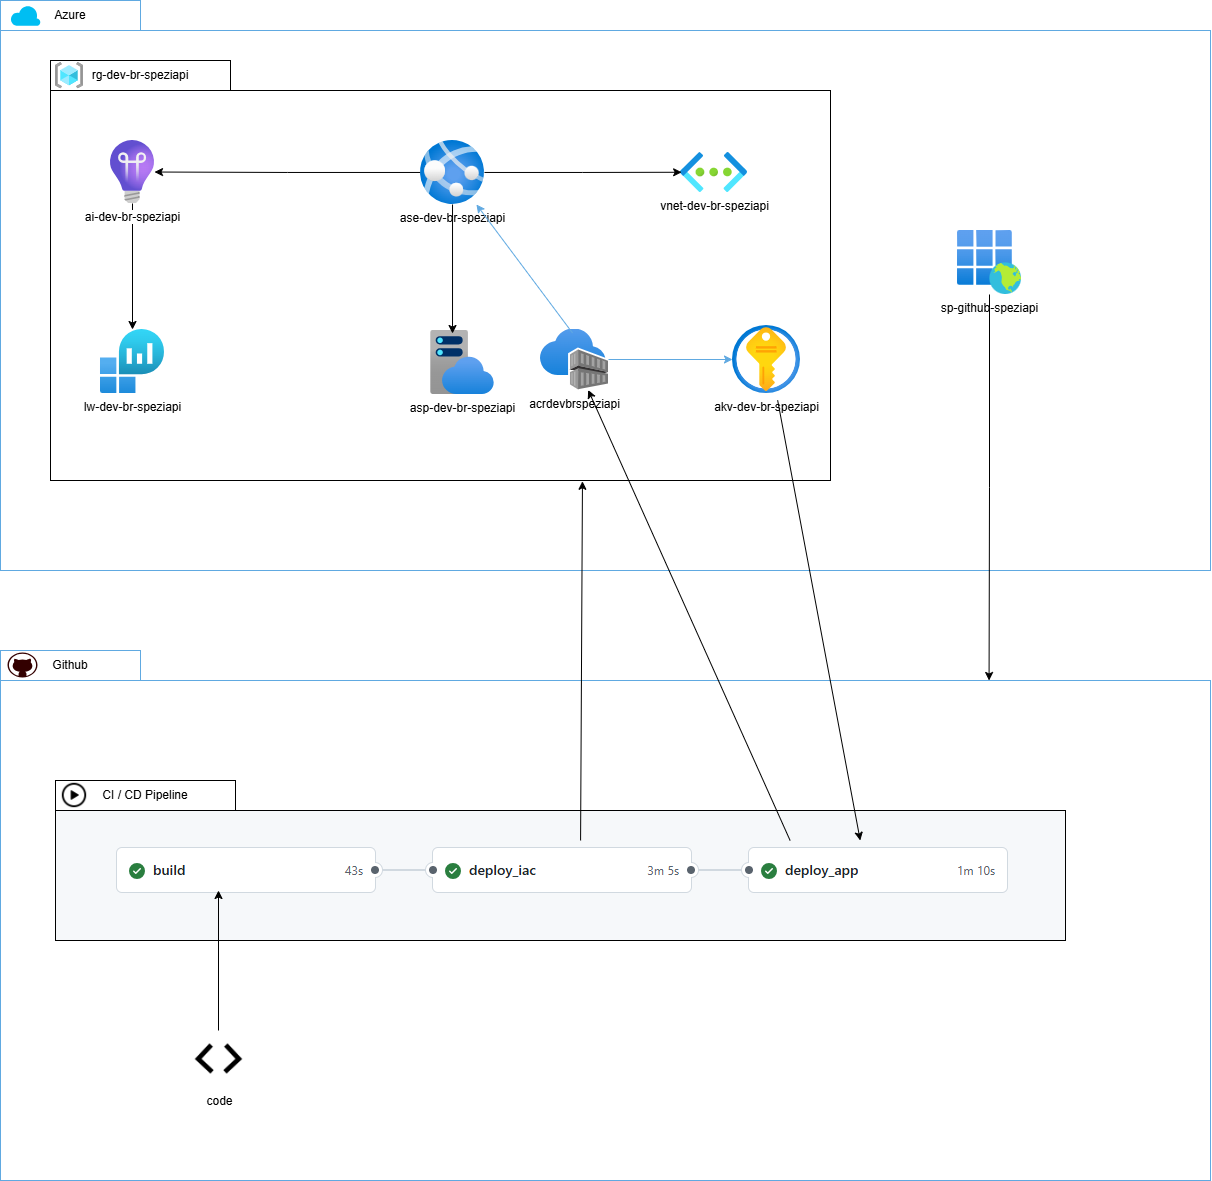 Azure
rg-dev-br-speziapi
ai-dev-br-speziapi
ase-dev-br-speziapi
vnet-dev-br-speziapi
sp-github-speziapi
lw-dev-br-speziapi
asp-dev-br-speziapi
acrdevbrspeziapi
akv-dev-br-speziapi
Github
CI / CD Pipeline
build 43s
deploy_iac 3m 5s
deploy_app 1m 10s
code